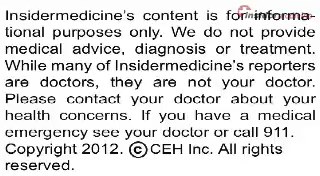 Insidermedicine's content is for informa-
tional purposes only. We do not provide
medical advice, diagnosis or treatment.
While many of Insidermedicine's reporters
are doctors, they are not your doctor.
Please contact your doctor about your
health concerns. If you have a medical
emergency see your doctor or call 911.
Copyright 2012. ©CEH Inc. All rights
reserved.